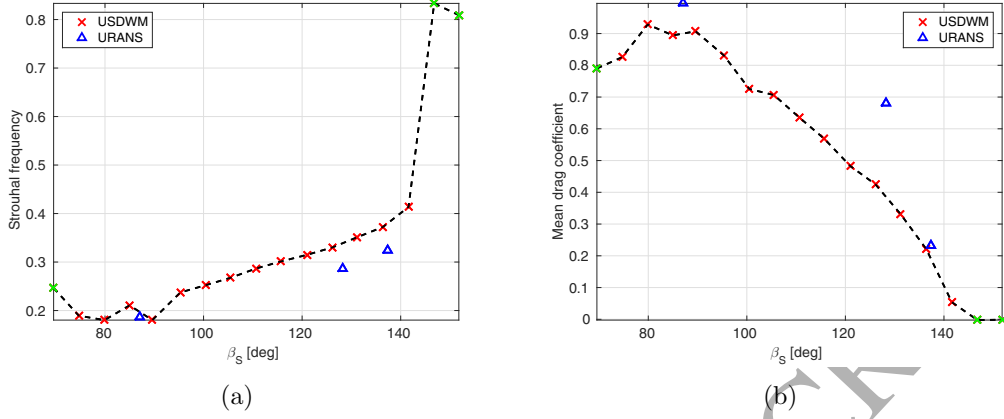 USDWM
URANS
0.8
0.7
0.6
0.5
0.4
0.3
0.2
Strouhal frequency
80 100 120 140
β_S [deg]
(a)
USDWM
URANS
0.9
0.8
0.7
0.6
0.5
0.4
0.3
0.2
0.1
0
Mean drag coefficient
80 100 120 140
β_S [deg]
(b)